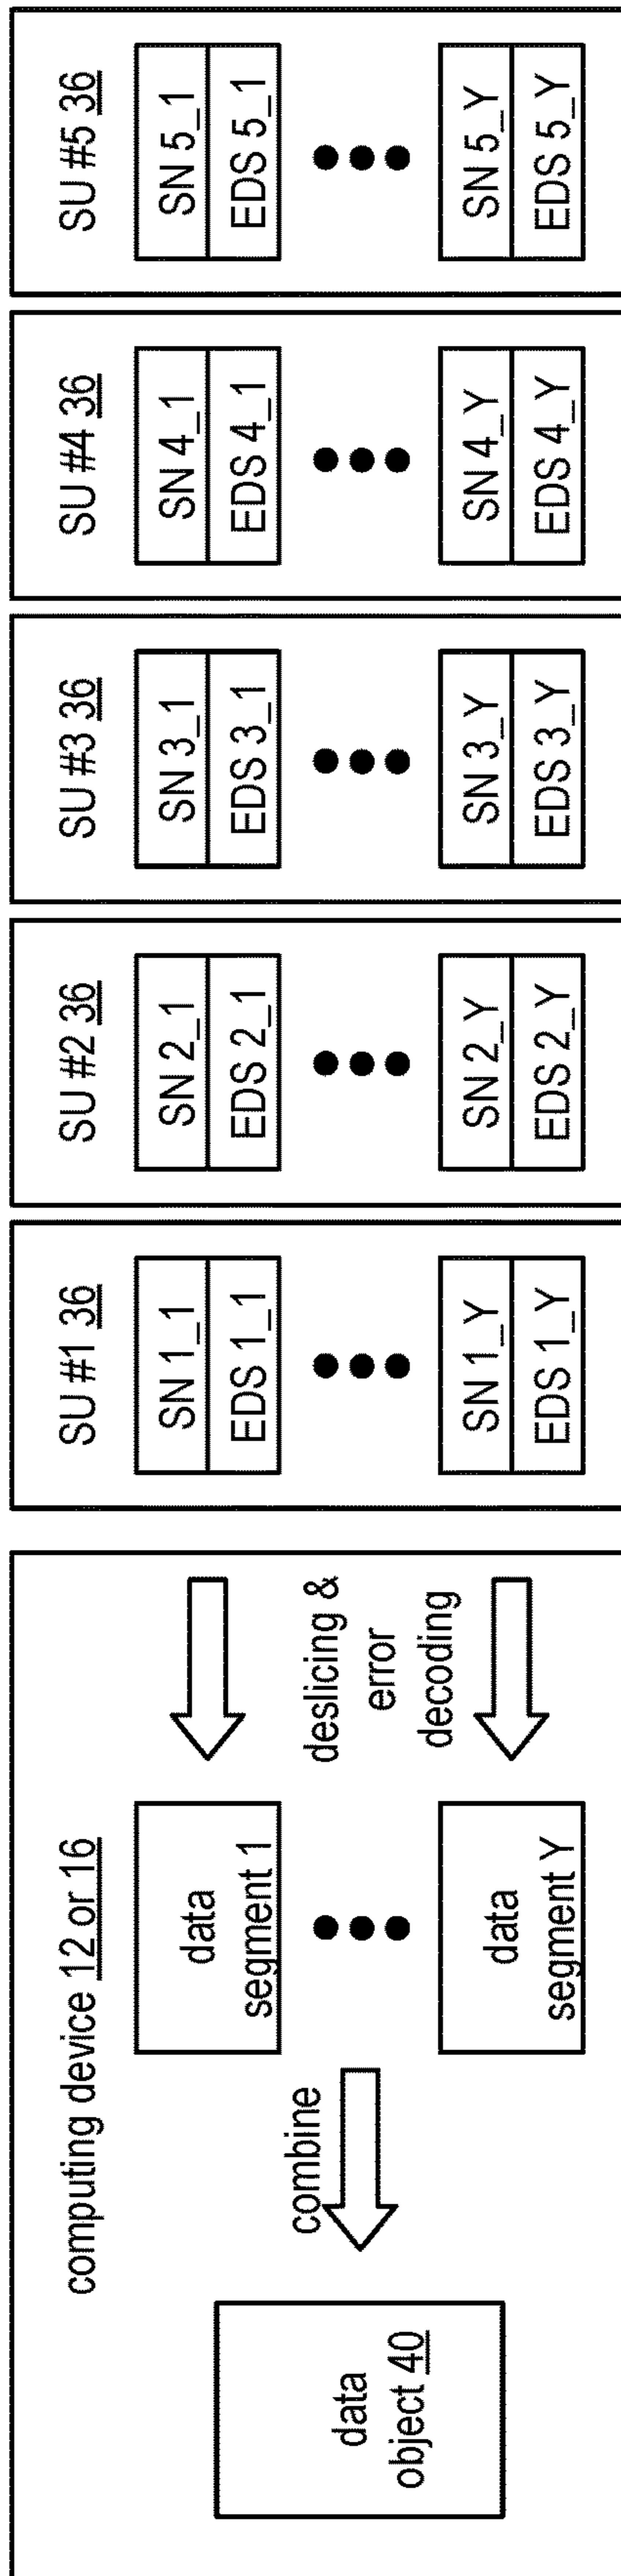 computing device 12 or 16
data
object 40
combine
data
segment 1
data
segment Y
deslicing &
error
decoding
SU #1 36
SN 1_1
EDS 1_1
SN 1_Y
EDS 1_Y
SU #2 36
SN 2_1
EDS 2_1
SN 2_Y
EDS 2_Y
SU #3 36
SN 3_1
EDS 3_1
SN 3_Y
EDS 3_Y
SU #4 36
SN 4_1
EDS 4_1
SN 4_Y
EDS 4_Y
SU #5 36
SN 5_1
EDS 5_1
SN 5_Y
EDS 5_Y